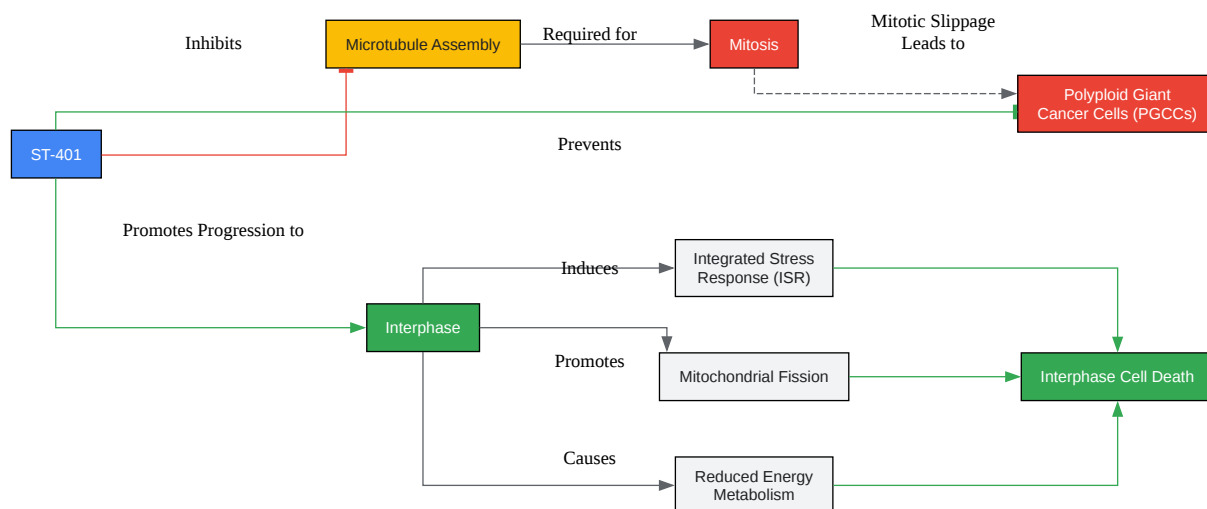 Inhibits
Microtubule Assembly
Required for
Mitosis
Mitotic Slippage
Leads to
Polyploid Giant
Cancer Cells (PGCCs)
Prevents
ST-401
Promotes Progression to
Induces
Integrated Stress
Response (ISR)
Interphase
Promotes
Mitochondrial Fission
Interphase Cell Death
Causes
Reduced Energy
Metabolism